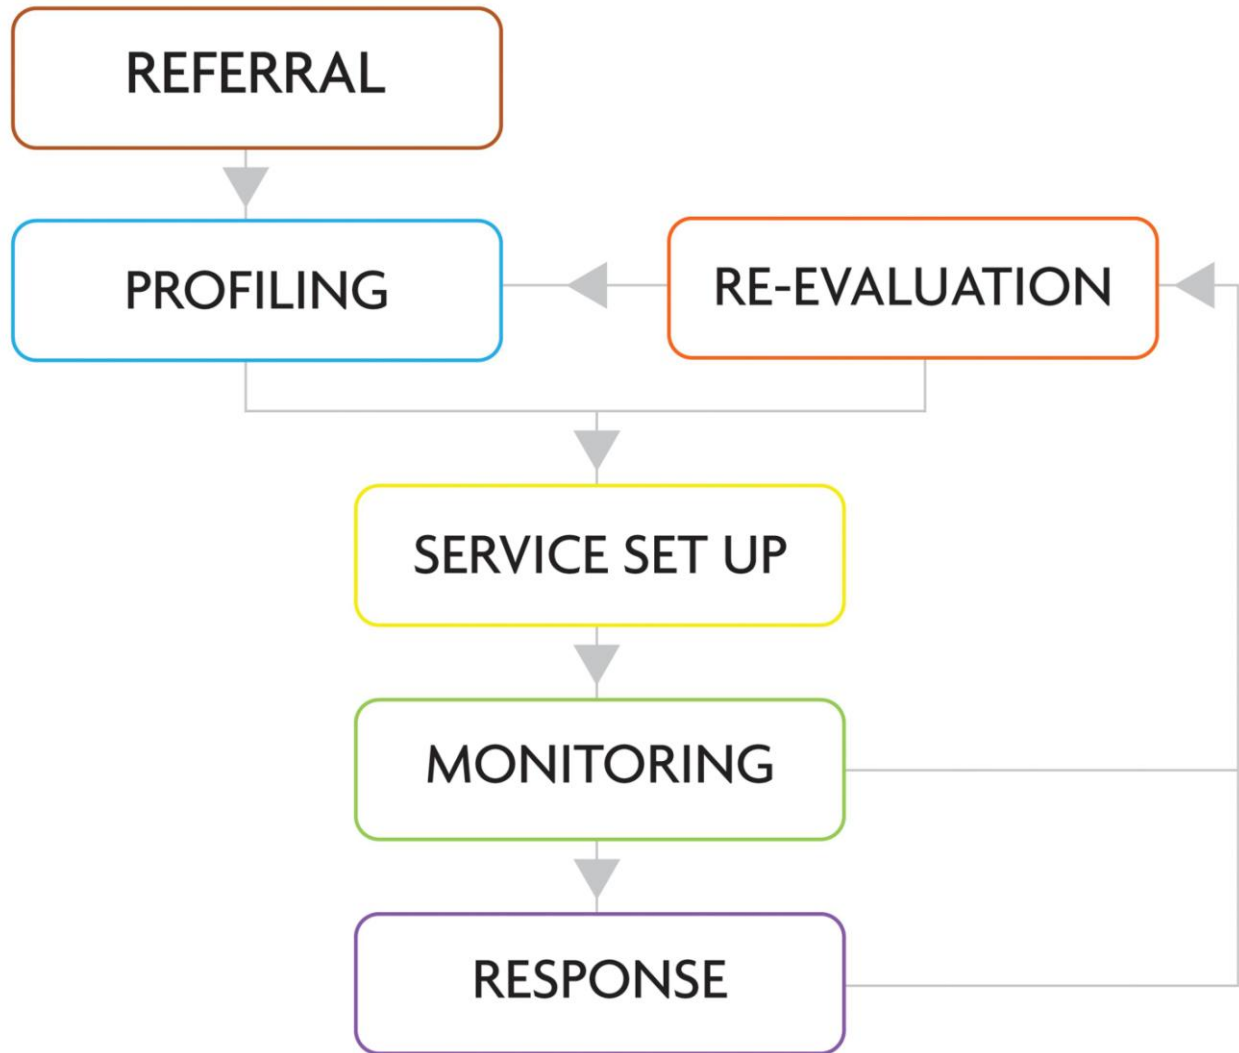 REFERRAL
PROFILING
RE-EVALUATION
SERVICE SET UP
MONITORING
RESPONSE